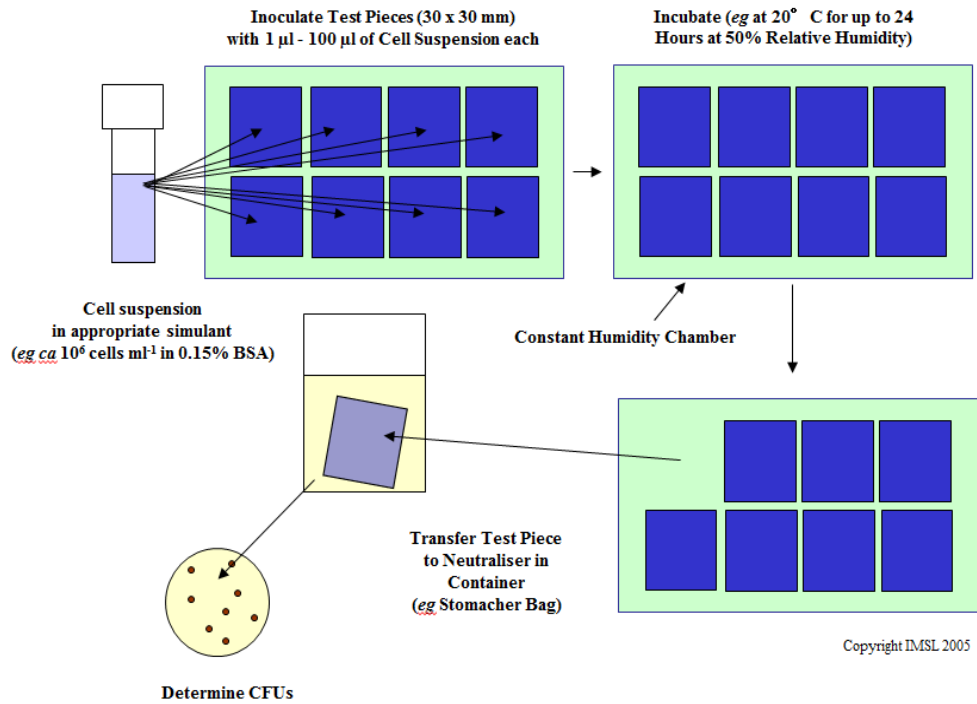 Inoculate Test Pieces (30 x 30 mm)
with 1 µl - 100 µl of Cell Suspension each
Incubate (eg at 20° C for up to 24
Hours at 50% Relative Humidity)
Cell suspension
in appropriate simulant
(eg ca 10⁶ cells ml⁻¹ in 0.15% BSA)
Constant Humidity Chamber
Transfer Test Piece
to Neutraliser in
Container
(eg Stomacher Bag)
Copyright IMSL 2005
Determine CFUs